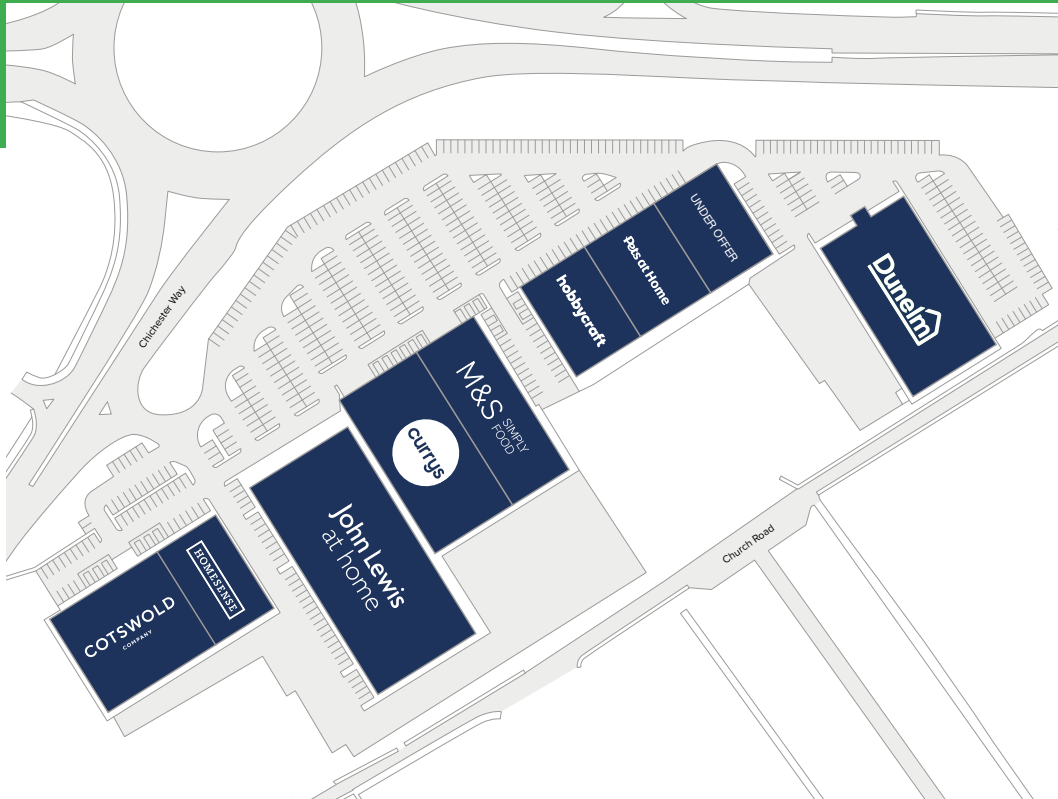 Chichester Way
UNDER OFFER
Pets at Home
hobbycraft
Dunelm
M&S
SIMPLY
FOOD
currys
John Lewis
at home
HOMESENSE
COTSWOLD
COMPANY
Church Road